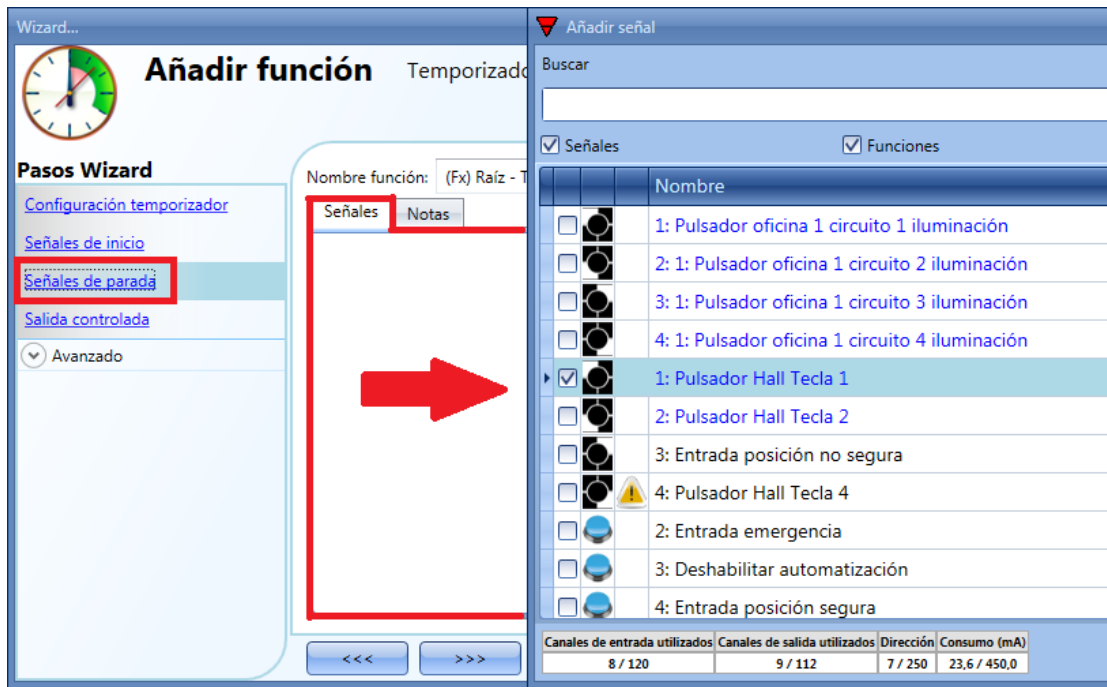 Wizard...
Añadir función
Pasos Wizard
Configuración temporizador
Señales de inicio
Señales de parada
Salida controlada
Avanzado
Nombre función: (Fx) Raíz - T
Señales Notas
<<< >>>
Añadir señal
Buscar
Señales Funciones
Nombre
1: Pulsador oficina 1 circuito 1 iluminación
2: 1: Pulsador oficina 1 circuito 2 iluminación
3: 1: Pulsador oficina 1 circuito 3 iluminación
4: 1: Pulsador oficina 1 circuito 4 iluminación
1: Pulsador Hall Tecla 1
2: Pulsador Hall Tecla 2
3: Entrada posición no segura
4: Pulsador Hall Tecla 4
2: Entrada emergencia
3: Deshabilitar automatización
4: Entrada posición segura
Canales de entrada utilizados Canales de salida utilizados Dirección Consumo (mA)
8 / 120 9 / 112 7 / 250 23,6 / 450,0